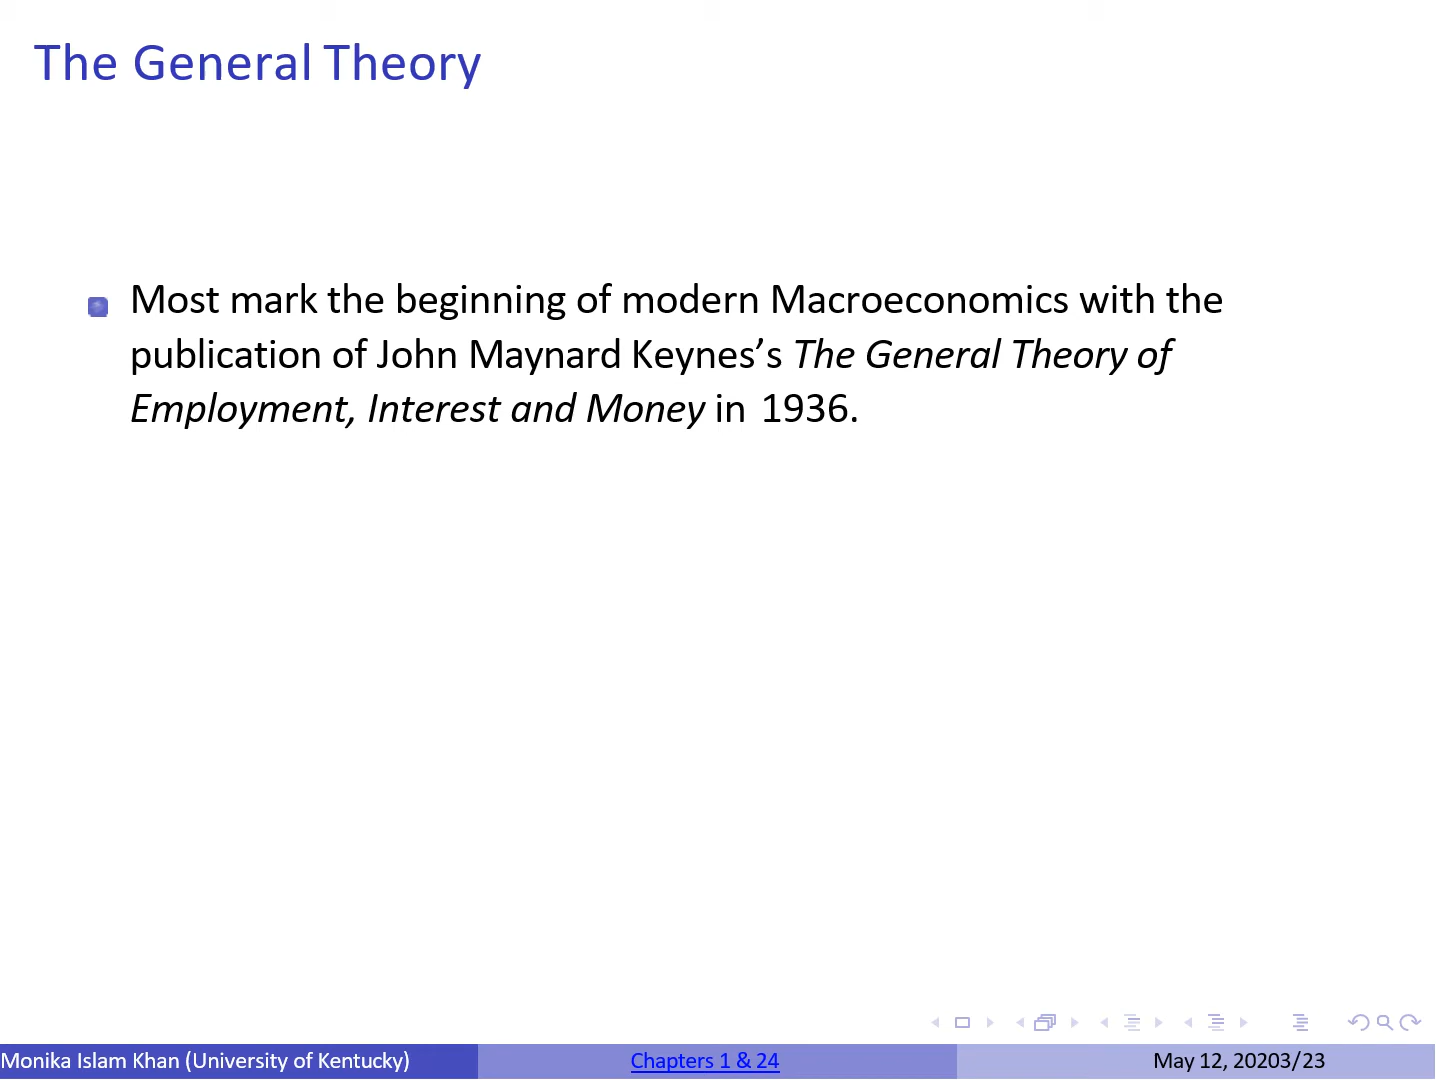 The General Theory
Most mark the beginning of modern Macroeconomics with the
publication of John Maynard Keynes’s The General Theory of
Employment, Interest and Money in 1936.
Monika Islam Khan (University of Kentucky)
Chapters 1 & 24
May 12, 20203/23